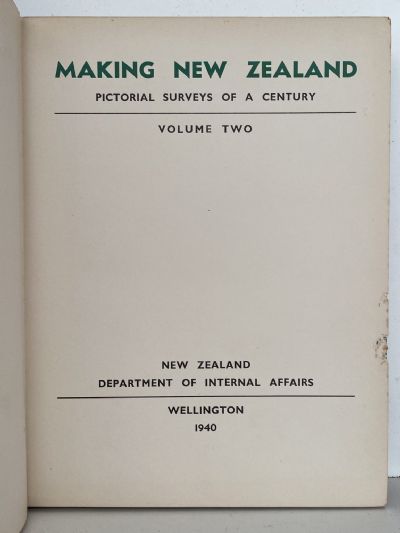 MAKING NEW ZEALAND
PICTORIAL SURVEYS OF A CENTURY
VOLUME TWO
NEW ZEALAND
DEPARTMENT OF INTERNAL AFFAIRS
WELLINGTON
1940